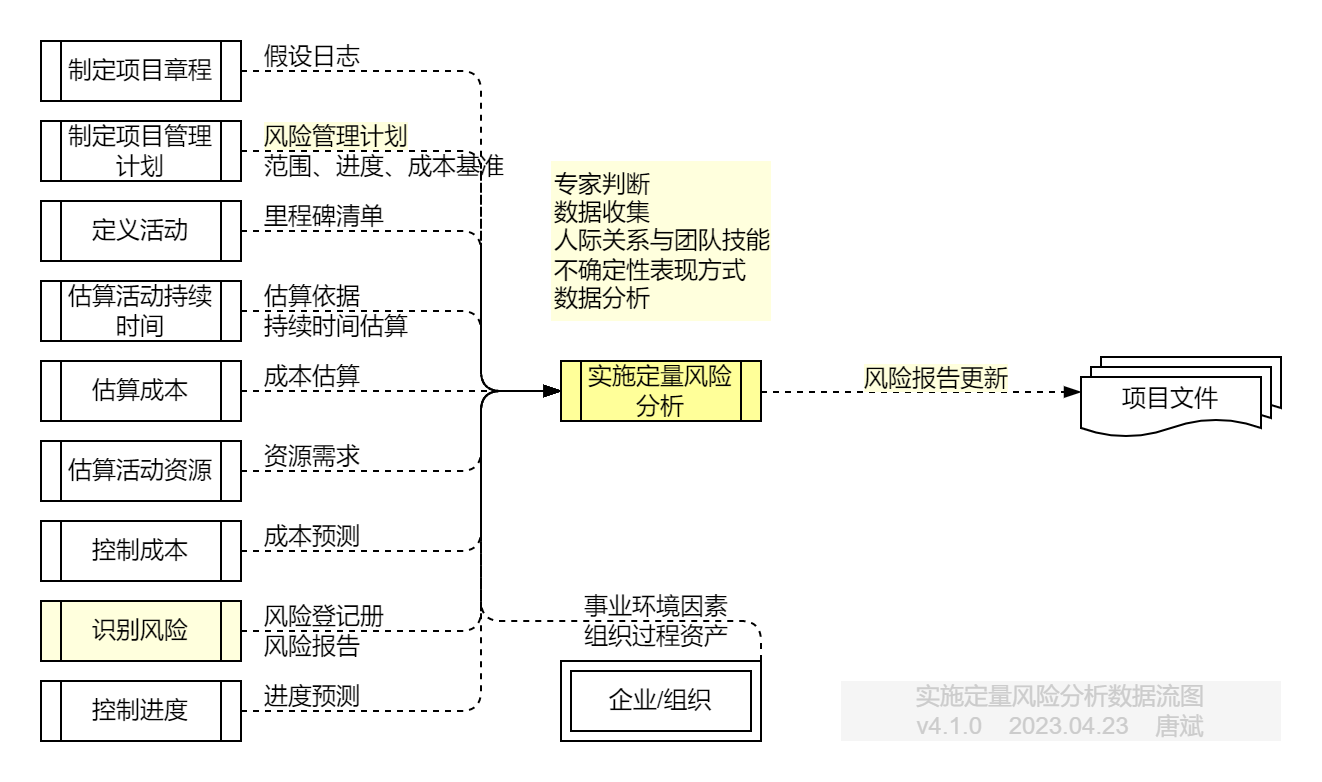 制定项目章程
假设日志
制定项目管理
计划
风险管理计划
范围、进度、成本基准
定义活动
里程碑清单
估算活动持续
时间
估算依据
持续时间估算
估算成本
成本估算
估算活动资源
资源需求
控制成本
成本预测
识别风险
风险登记册
风险报告
控制进度
进度预测
专家判断
数据收集
人际关系与团队技能
不确定性表现方式
数据分析
实施定量风险
分析
风险报告更新
项目文件
事业环境因素
组织过程资产
企业/组织
实施定量风险分析数据流图
v4.1.0 2023.04.23 唐斌